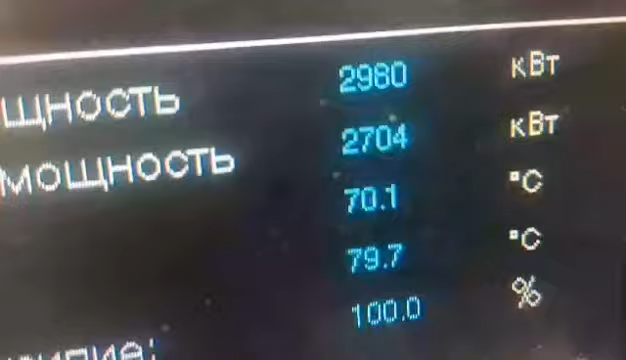 щность 2980 кВт
мощность 2704 кВт
70.1 °C
79.7 °C
100.0 %